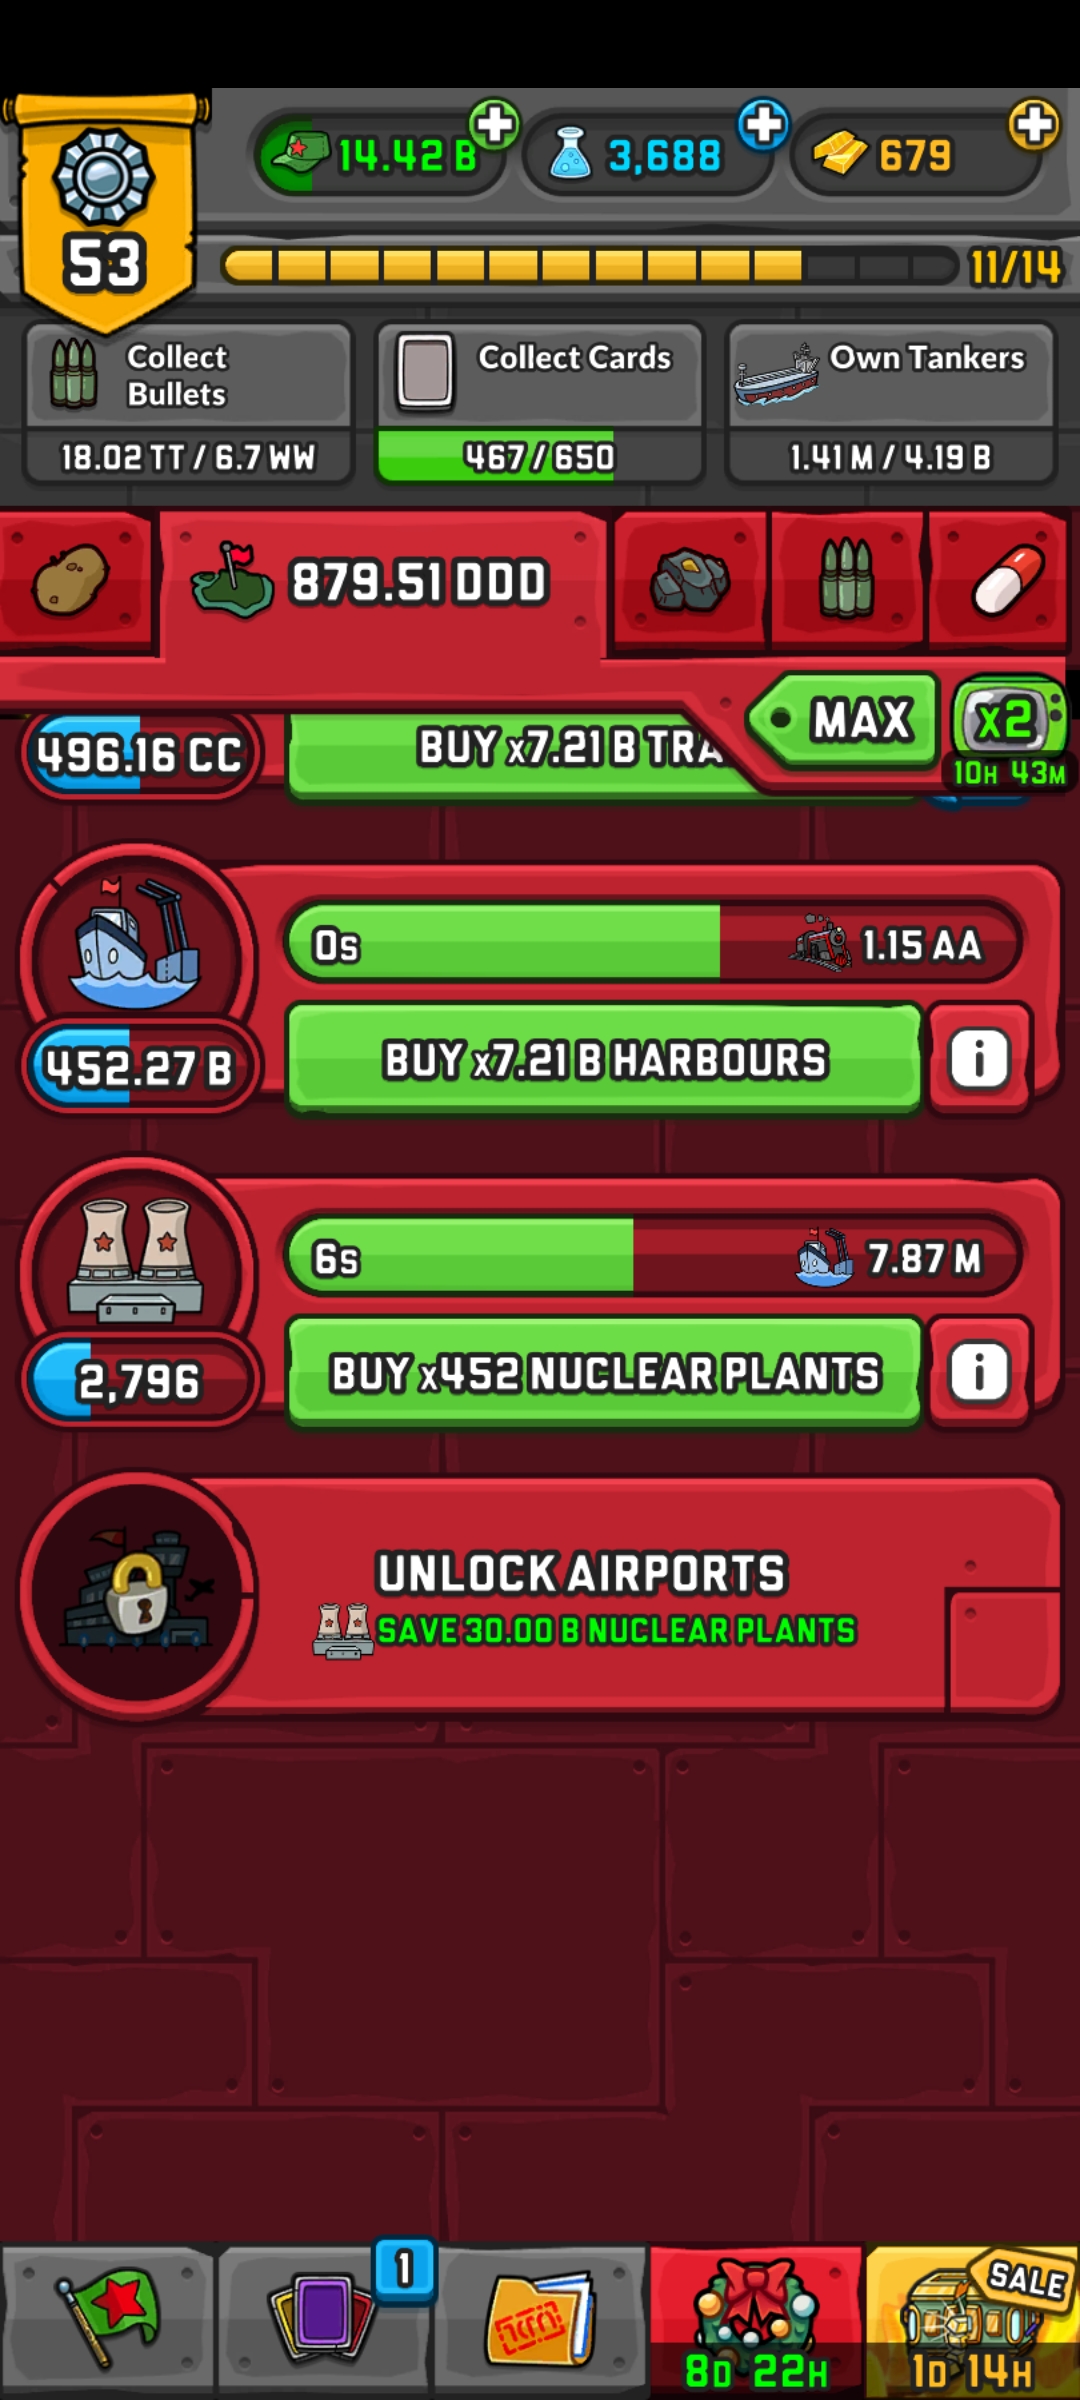 14.42 B
3,688
679
53
11/14
Collect
Bullets
Collect Cards
Own Tankers
18.02 TT / 6.7 WW
467 / 650
1.41 M / 4.19 B
879.51 DDD
MAX
x2
10H 43M
496.16 CC
BUY x7.21 B TRA
0s
1.15 AA
452.27 B
BUY x7.21 B HARBOURS
i
6s
7.87 M
2,796
BUY x452 NUCLEAR PLANTS
i
UNLOCK AIRPORTS
SAVE 30.00 B NUCLEAR PLANTS
1
SALE
8D 22H
1D 14H